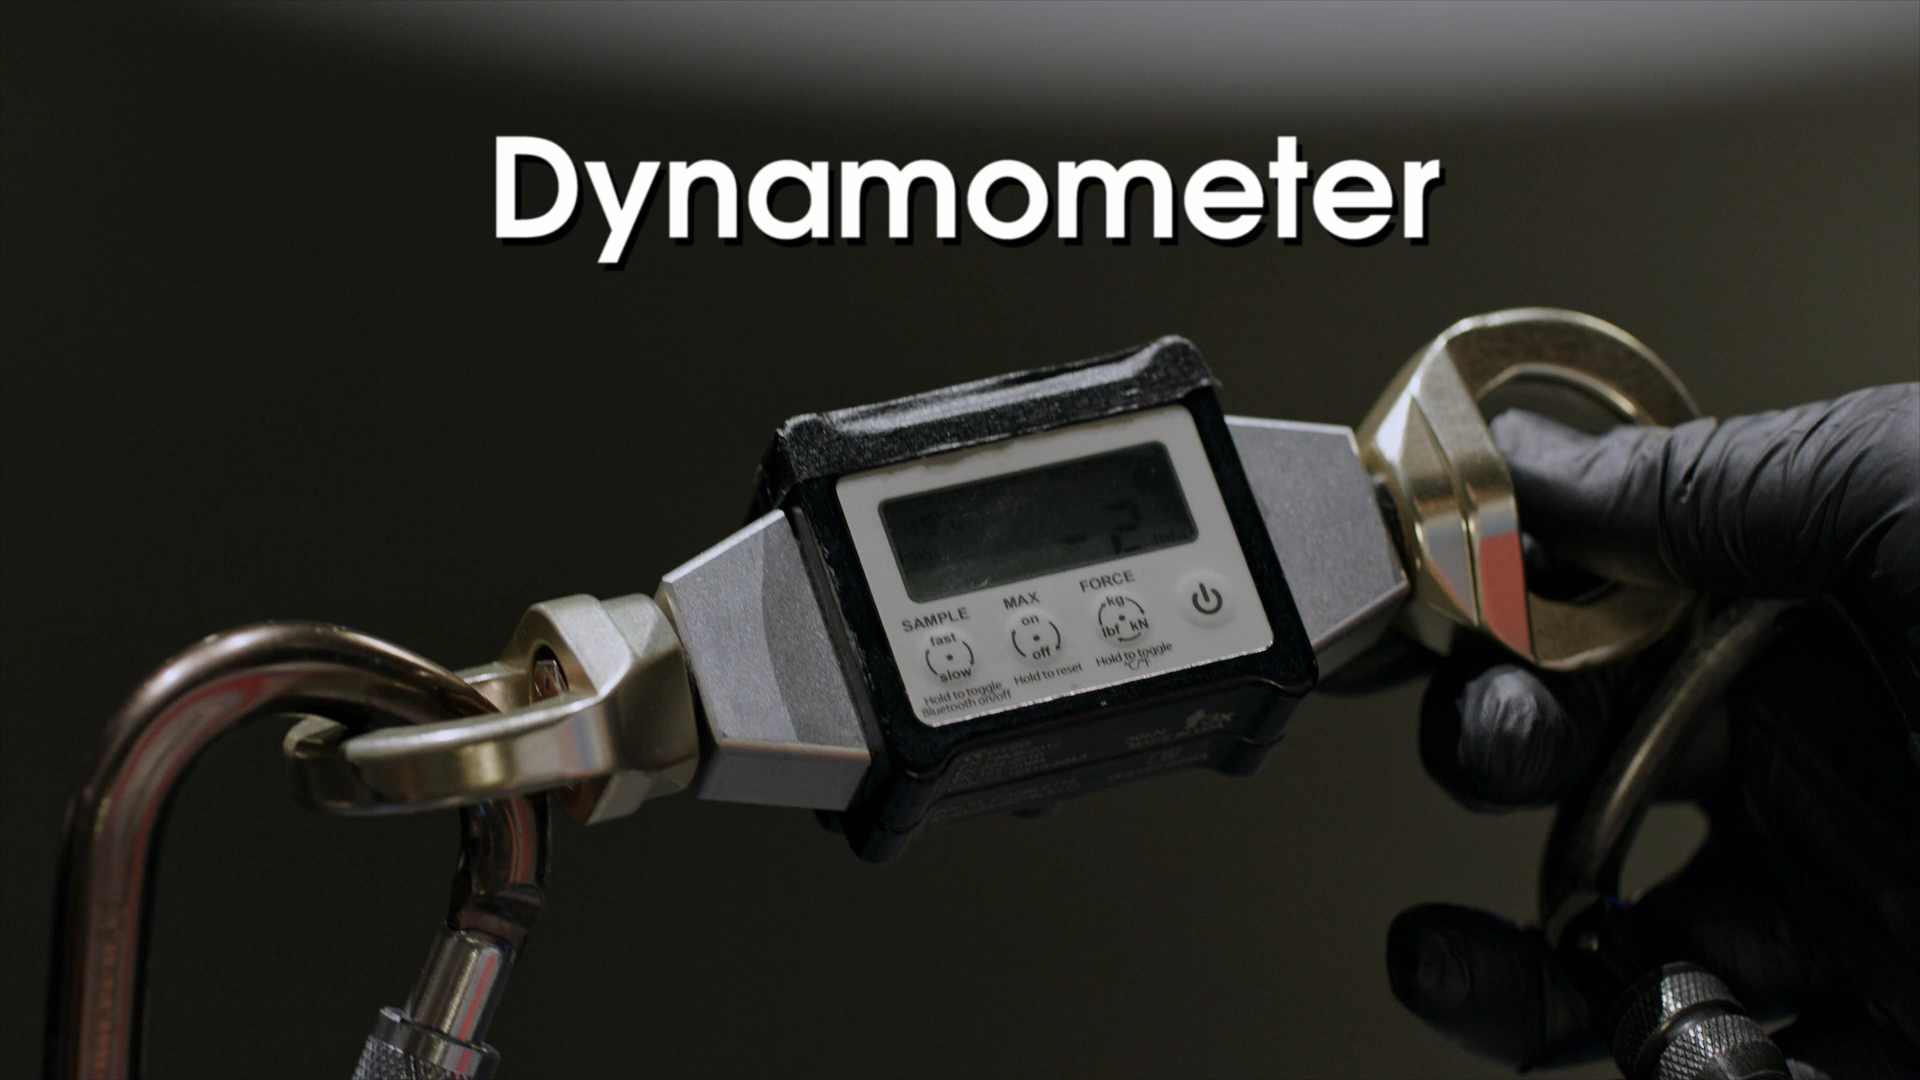 Dynamometer
- 2
SAMPLE MAX FORCE
fast on kg
slow off lbf kN
Hold to toggle Hold to reset Hold to toggle
Bluetooth on/off °C/°F